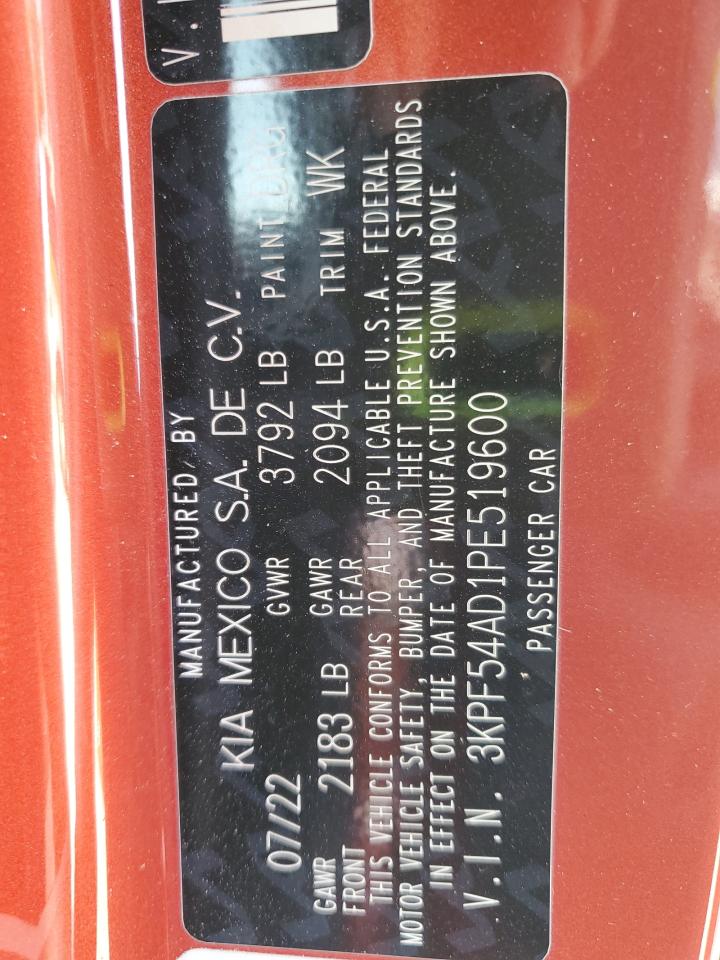 V.I
MANUFACTURED BY
KIA MEXICO S.A. DE C.V.
07/22 GVWR 3792 LB PAINT DRG
GAWR FRONT 2183 LB GAWR REAR 2094 LB TRIM WK
THIS VEHICLE CONFORMS TO ALL APPLICABLE U.S.A. FEDERAL
MOTOR VEHICLE SAFETY, BUMPER, AND THEFT PREVENTION STANDARDS
IN EFFECT ON THE DATE OF MANUFACTURE SHOWN ABOVE.
V.I.N. 3KPF54AD1PE519600
PASSENGER CAR